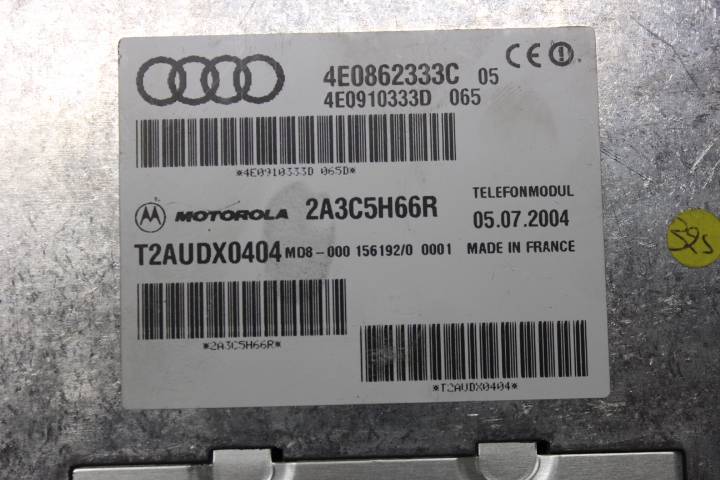 4E0862333C 05
4E0910333D 065
*4E0910333D 065D*
MOTOROLA 2A3C5H66R
TELEFONMODUL
05.07.2004
T2AUDX0404 MD8-000 156192/0 0001 MADE IN FRANCE
*2A3C5H66R*
*T2AUDX0404*